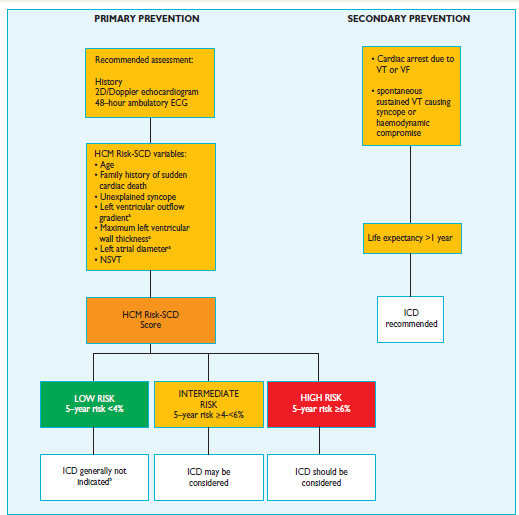 PRIMARY PREVENTION
SECONDARY PREVENTION
Recommended assessment:
History
2D/Doppler echocardiogram
48–hour ambulatory ECG
HCM Risk-SCD variables:
• Age
• Family history of sudden
cardiac death
• Unexplained syncope
• Left ventricular outflow
gradientª
• Maximum left ventricular
wall thicknessª
• Left atrial diameterª
• NSVT
HCM Risk-SCD
Score
LOW RISK
5–year risk <4%
INTERMEDIATE
RISK
5–year risk ≥4-<6%
HIGH RISK
5–year risk ≥6%
ICD generally not
indicatedᵇ
ICD may be
considered
ICD should be
considered
• Cardiac arrest due to
VT or VF
• spontaneous
sustained VT causing
syncope or
haemodynamic
compromise
Life expectancy >1 year
ICD
recommended